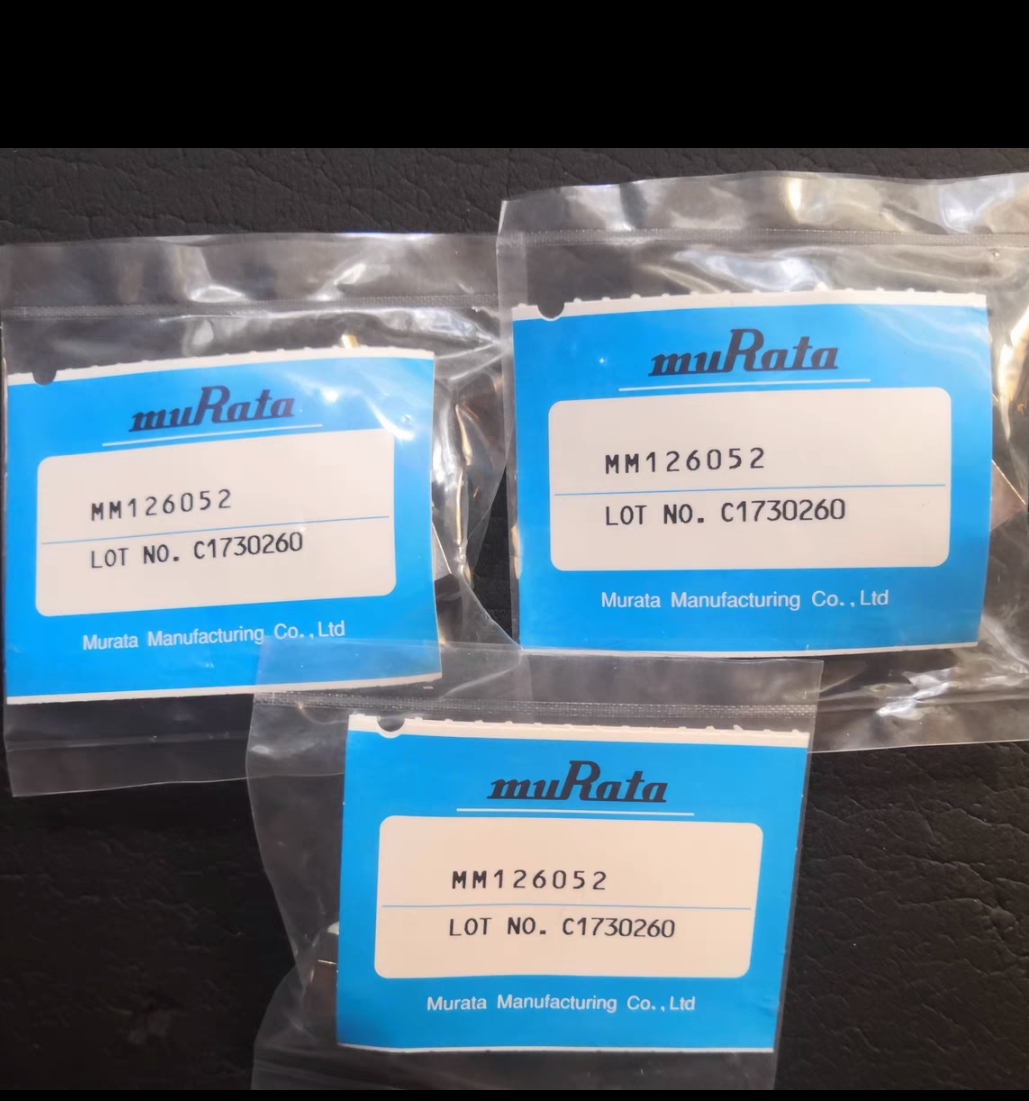 muRata
MM126052
LOT NO. C1730260
Murata Manufacturing Co., Ltd
muRata
MM126052
LOT NO. C1730260
Murata Manufacturing Co., Ltd
muRata
MM126052
LOT NO. C1730260
Murata Manufacturing Co., Ltd